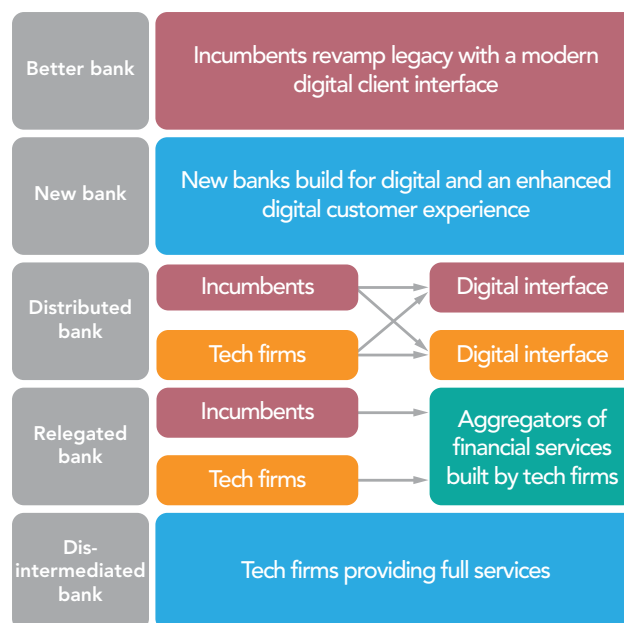 Better bank
Incumbents revamp legacy with a modern
digital client interface
New bank
New banks build for digital and an enhanced
digital customer experience
Distributed
bank
Incumbents
Digital interface
Tech firms
Digital interface
Relegated
bank
Incumbents
Tech firms
Aggregators of
financial services
built by tech firms
Dis-
intermediated
bank
Tech firms providing full services